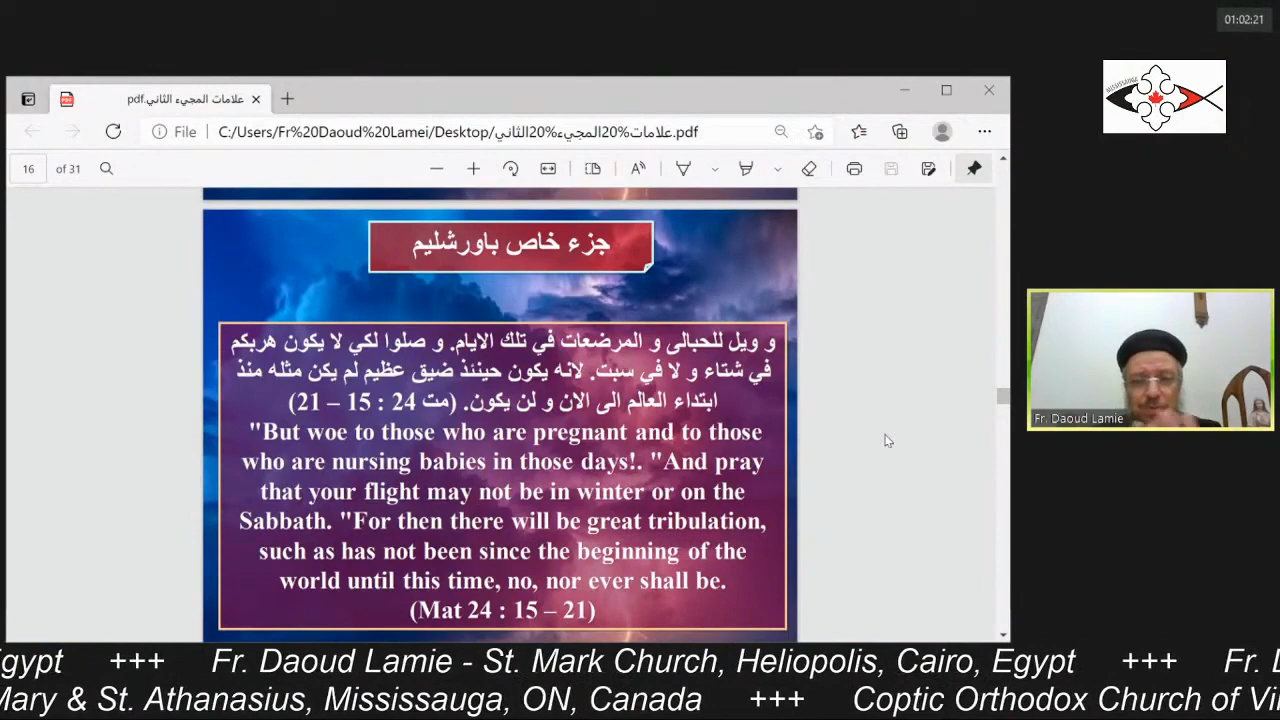 01:02:21
MISSISSAUGA
علامات المجيء الثاني.pdf
File
C:/Users/Fr%20Daoud%20Lamei/Desktop/علامات%20المجيء%20الثاني.pdf
16 of 31
جزء خاص باورشليم
و ويل للحبالى و المرضعات في تلك الايام. و صلوا لكي لا يكون هربكم
في شتاء و لا في سبت. لانه يكون حينئذ ضيق عظيم لم يكن مثله منذ
ابتداء العالم الى الان و لن يكون. (مت 24 : 15 – 21)
"But woe to those who are pregnant and to those
who are nursing babies in those days!. "And pray
that your flight may not be in winter or on the
Sabbath. "For then there will be great tribulation,
such as has not been since the beginning of the
world until this time, no, nor ever shall be.
(Mat 24 : 15 – 21)
Fr. Daoud Lamie
Egypt +++ Fr. Daoud Lamie - St. Mark Church, Heliopolis, Cairo, Egypt +++ Fr. D
Mary & St. Athanasius, Mississauga, ON, Canada +++ Coptic Orthodox Church of Vi